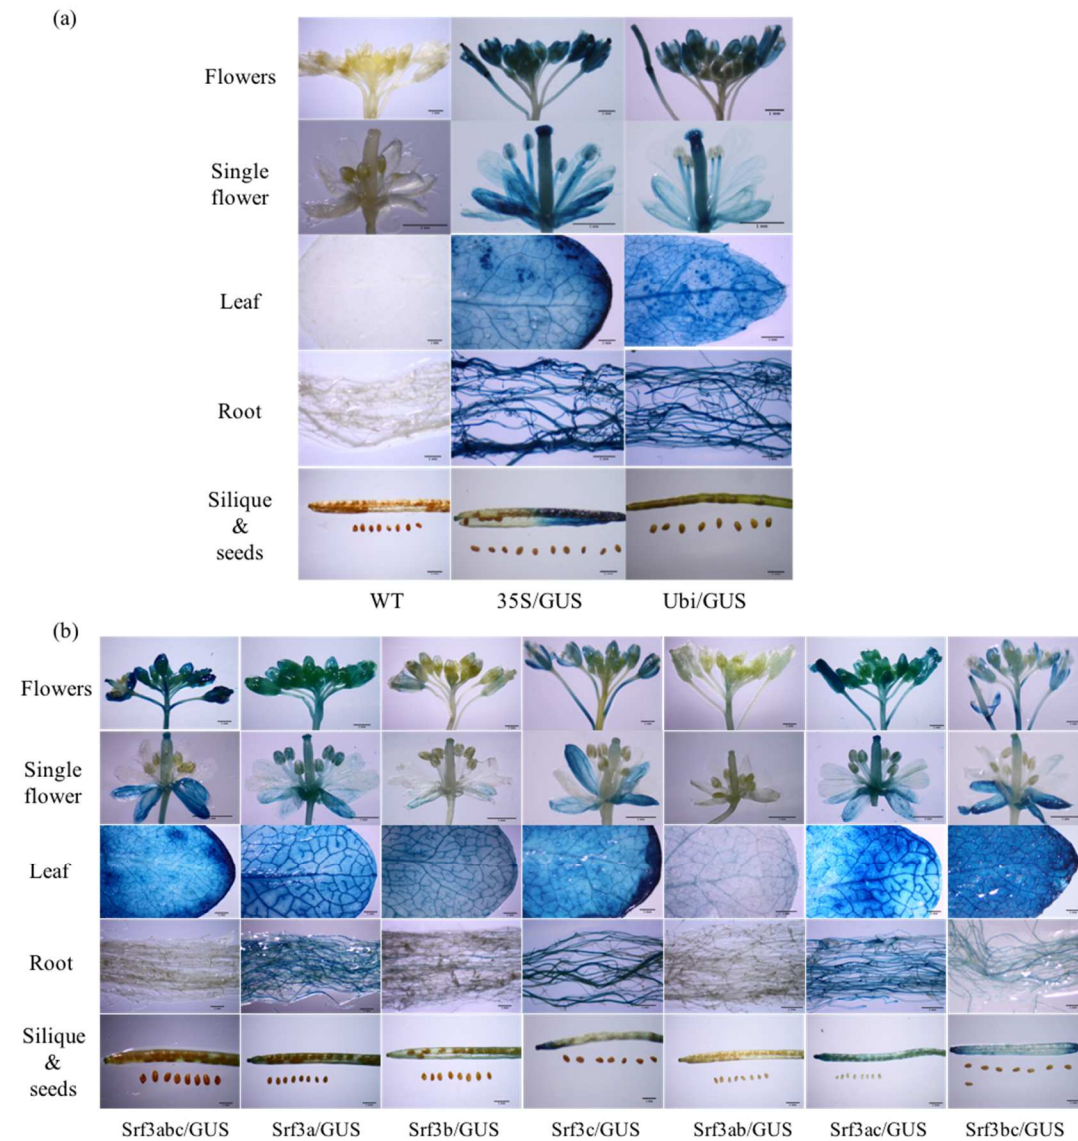 (a)
Flowers
Single
flower
Leaf
Root
Silique
&
seeds
WT 35S/GUS Ubi/GUS
(b)
Flowers
Single
flower
Leaf
Root
Silique
&
seeds
Srf3abc/GUS Srf3a/GUS Srf3b/GUS Srf3c/GUS Srf3ab/GUS Srf3ac/GUS Srf3bc/GUS